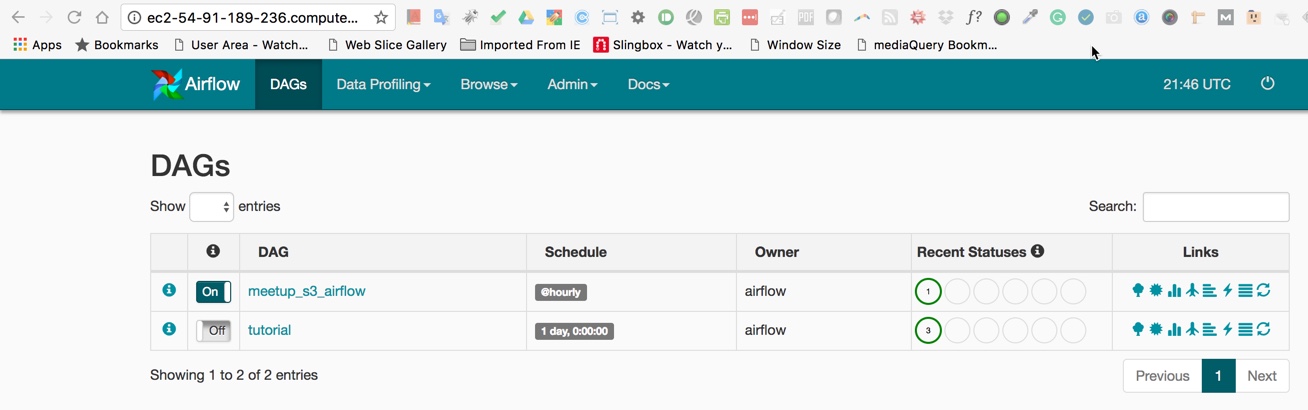 ec2-54-91-189-236.compute...
f?
Apps Bookmarks User Area - Watch... Web Slice Gallery Imported From IE Slingbox - Watch y... Window Size mediaQuery Bookm...
Airflow DAGs Data Profiling Browse Admin Docs 21:46 UTC
DAGs
Show entries Search:
DAG Schedule Owner Recent Statuses Links
On meetup_s3_airflow @hourly airflow 1
Off tutorial 1 day, 0:00:00 airflow 3
Showing 1 to 2 of 2 entries Previous 1 Next